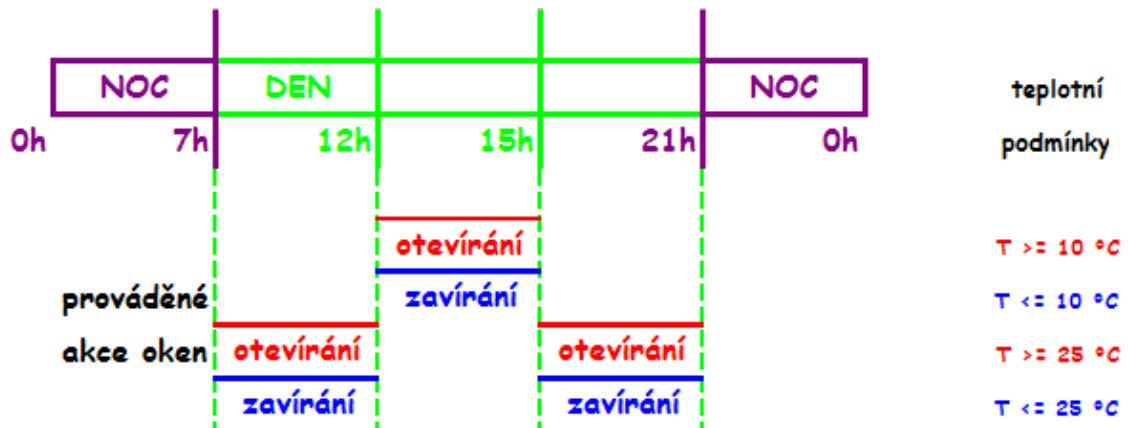 NOC DEN NOC teplotní
0h 7h 12h 15h 21h 0h podmínky
otevírání T >= 10 °C
prováděné zavírání T <= 10 °C
akce oken otevírání otevírání T >= 25 °C
zavírání zavírání T <= 25 °C